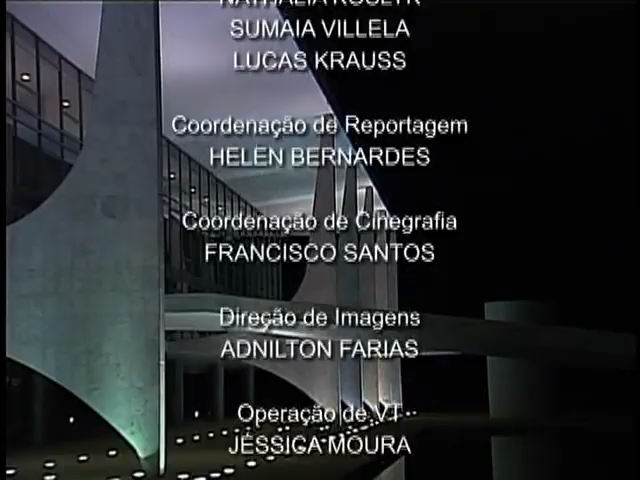 SUMAIA VILLELA
LUCAS KRAUSS
Coordenação de Reportagem
HELEN BERNARDES
Coordenação de Cinegrafia
FRANCISCO SANTOS
Direção de Imagens
ADNILTON FARIAS
Operação de VT
JÉSSICA MOURA